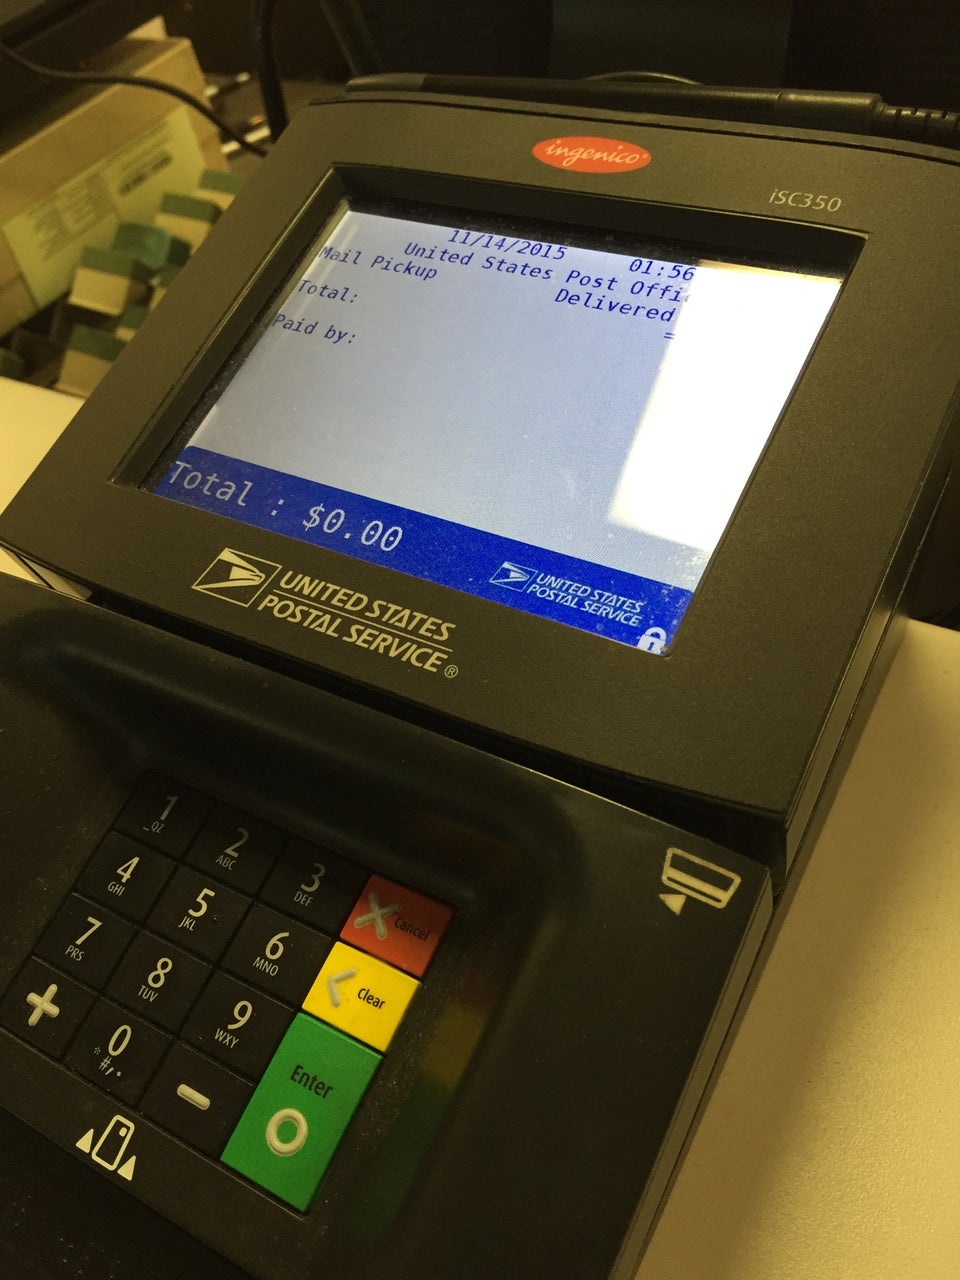 ingenico
iSC350
11/14/2015 01:56
United States Post Offi
Mail Pickup Delivered
Total: =
Paid by:
Total : $0.00
UNITED STATES
POSTAL SERVICE
UNITED STATES
POSTAL SERVICE®
1 _QZ
2 ABC
3 DEF
Cancel
4 GHI
5 JKL
6 MNO
Clear
7 PRS
8 TUV
9 WXY
Enter
+
0 *#,.
-